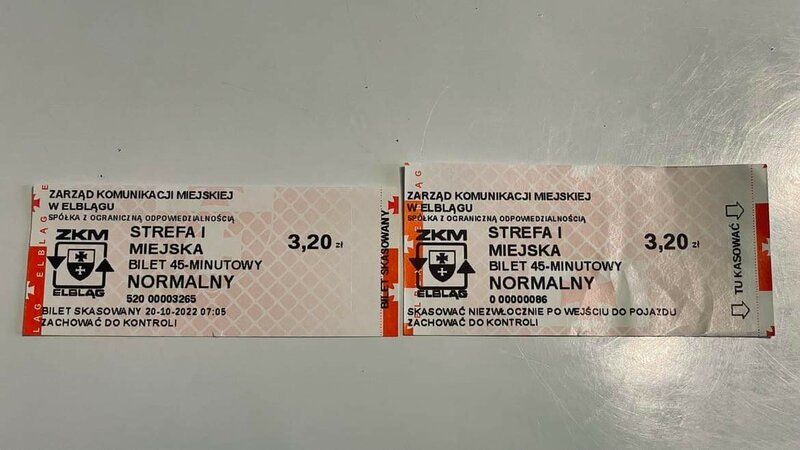 ZARZĄD KOMUNIKACJI MIEJSKIEJ
W ELBLĄGU
SPÓŁKA Z OGRANICZNĄ ODPOWIEDZIALNOŚCIĄ
ZKM
ELBLĄG
STREFA I
MIEJSKA
BILET 45-MINUTOWY
NORMALNY
520 00003265
3,20 zł
BILET SKASOWANY 20-10-2022 07:05
ZACHOWAĆ DO KONTROLI
BILET SKASOWANY
ELBLĄG
ZARZĄD KOMUNIKACJI MIEJSKIEJ
W ELBLĄGU
SPÓŁKA Z OGRANICZNĄ ODPOWIEDZIALNOŚCIĄ
ZKM
ELBLĄG
STREFA I
MIEJSKA
BILET 45-MINUTOWY
NORMALNY
0 00000086
3,20 zł
SKASOWAĆ NIEZWŁOCZNIE PO WEJŚCIU DO POJAZDU
ZACHOWAĆ DO KONTROLI
TU KASOWAĆ